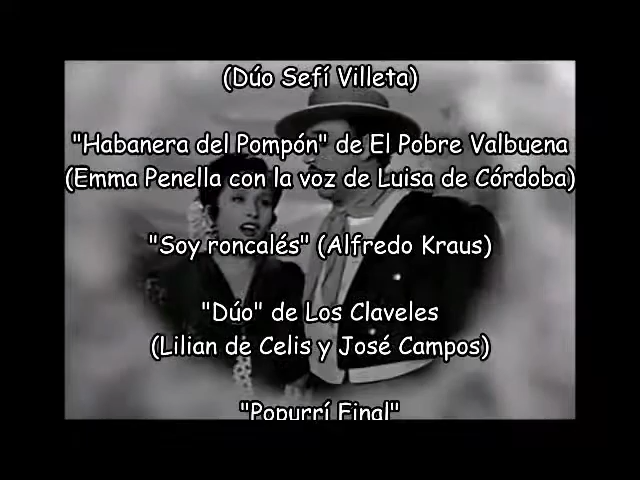 (Dúo Sefí Villeta)
"Habanera del Pompón" de El Pobre Valbuena
(Emma Penella con la voz de Luisa de Córdoba)
"Soy roncalés" (Alfredo Kraus)
"Dúo" de Los Claveles
(Lilian de Celis y José Campos)
"Popurrí Final"